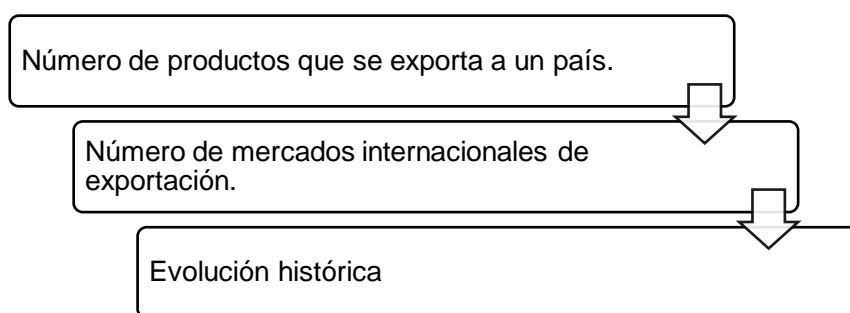 Número de productos que se exporta a un país.
Número de mercados internacionales de
exportación.
Evolución histórica